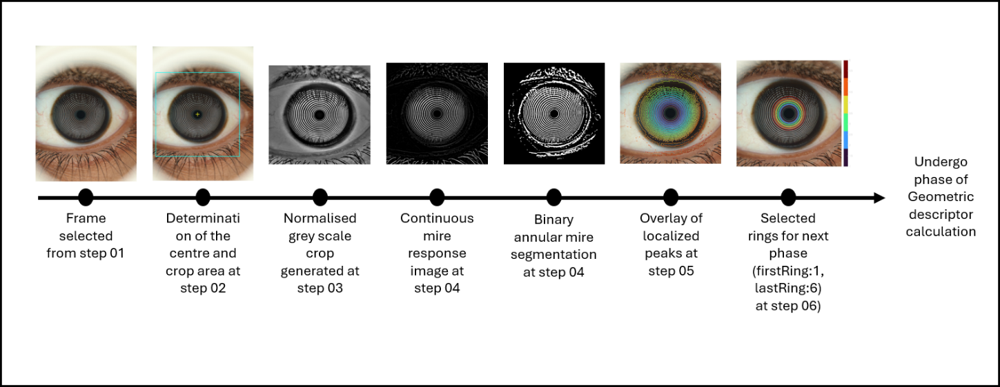 Frame
selected
from step 01
Determinati
on of the
centre and
crop area at
step 02
Normalised
grey scale
crop
generated at
step 03
Continuous
mire
response
image at
step 04
Binary
annular mire
segmentation
at step 04
Overlay of
localized
peaks at
step 05
Selected
rings for next
phase
(firstRing:1,
lastRing:6)
at step 06)
Undergo
phase of
Geometric
descriptor
calculation